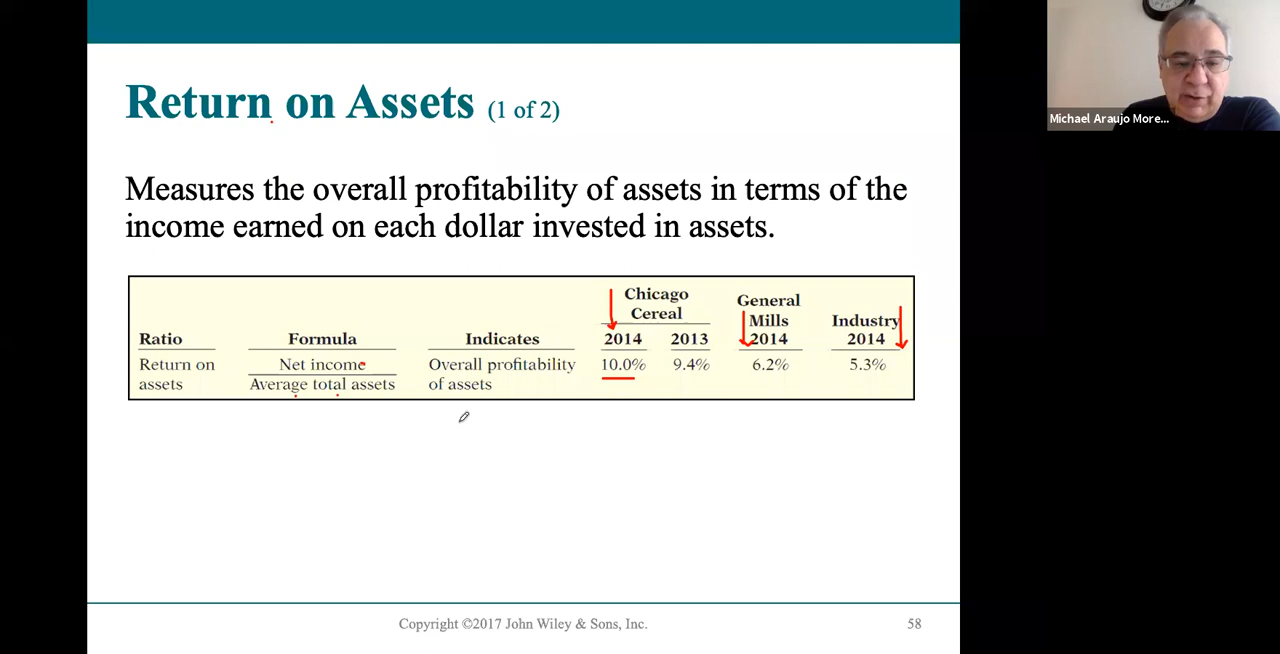 Return on Assets (1 of 2)
Michael Araujo More...
Measures the overall profitability of assets in terms of the
income earned on each dollar invested in assets.
Chicago Cereal
General Mills
Industry
Ratio Formula Indicates 2014 2013 2014 2014
Return on Net income Overall profitability 10.0% 9.4% 6.2% 5.3%
assets Average total assets of assets
Copyright ©2017 John Wiley & Sons, Inc. 58